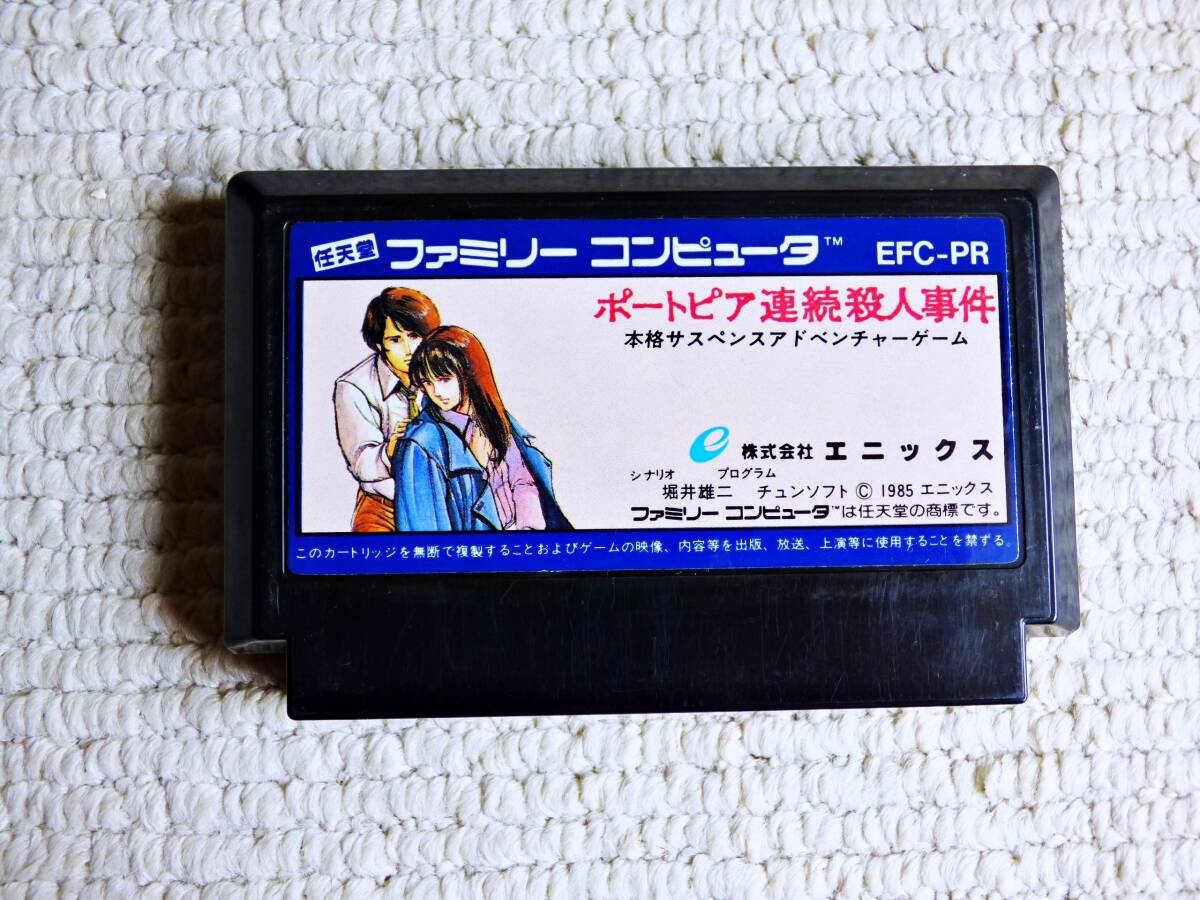 任天堂 ファミリー コンピュータ™ EFC-PR
ポートピア連続殺人事件
本格サスペンスアドベンチャーゲーム
e 株式会社 エニックス
シナリオ プログラム
堀井雄二 チュンソフト © 1985 エニックス
ファミリー コンピュータ™は任天堂の商標です。
このカートリッジを無断で複製することおよびゲームの映像、内容等を出版、放送、上演等に使用することを禁ずる。